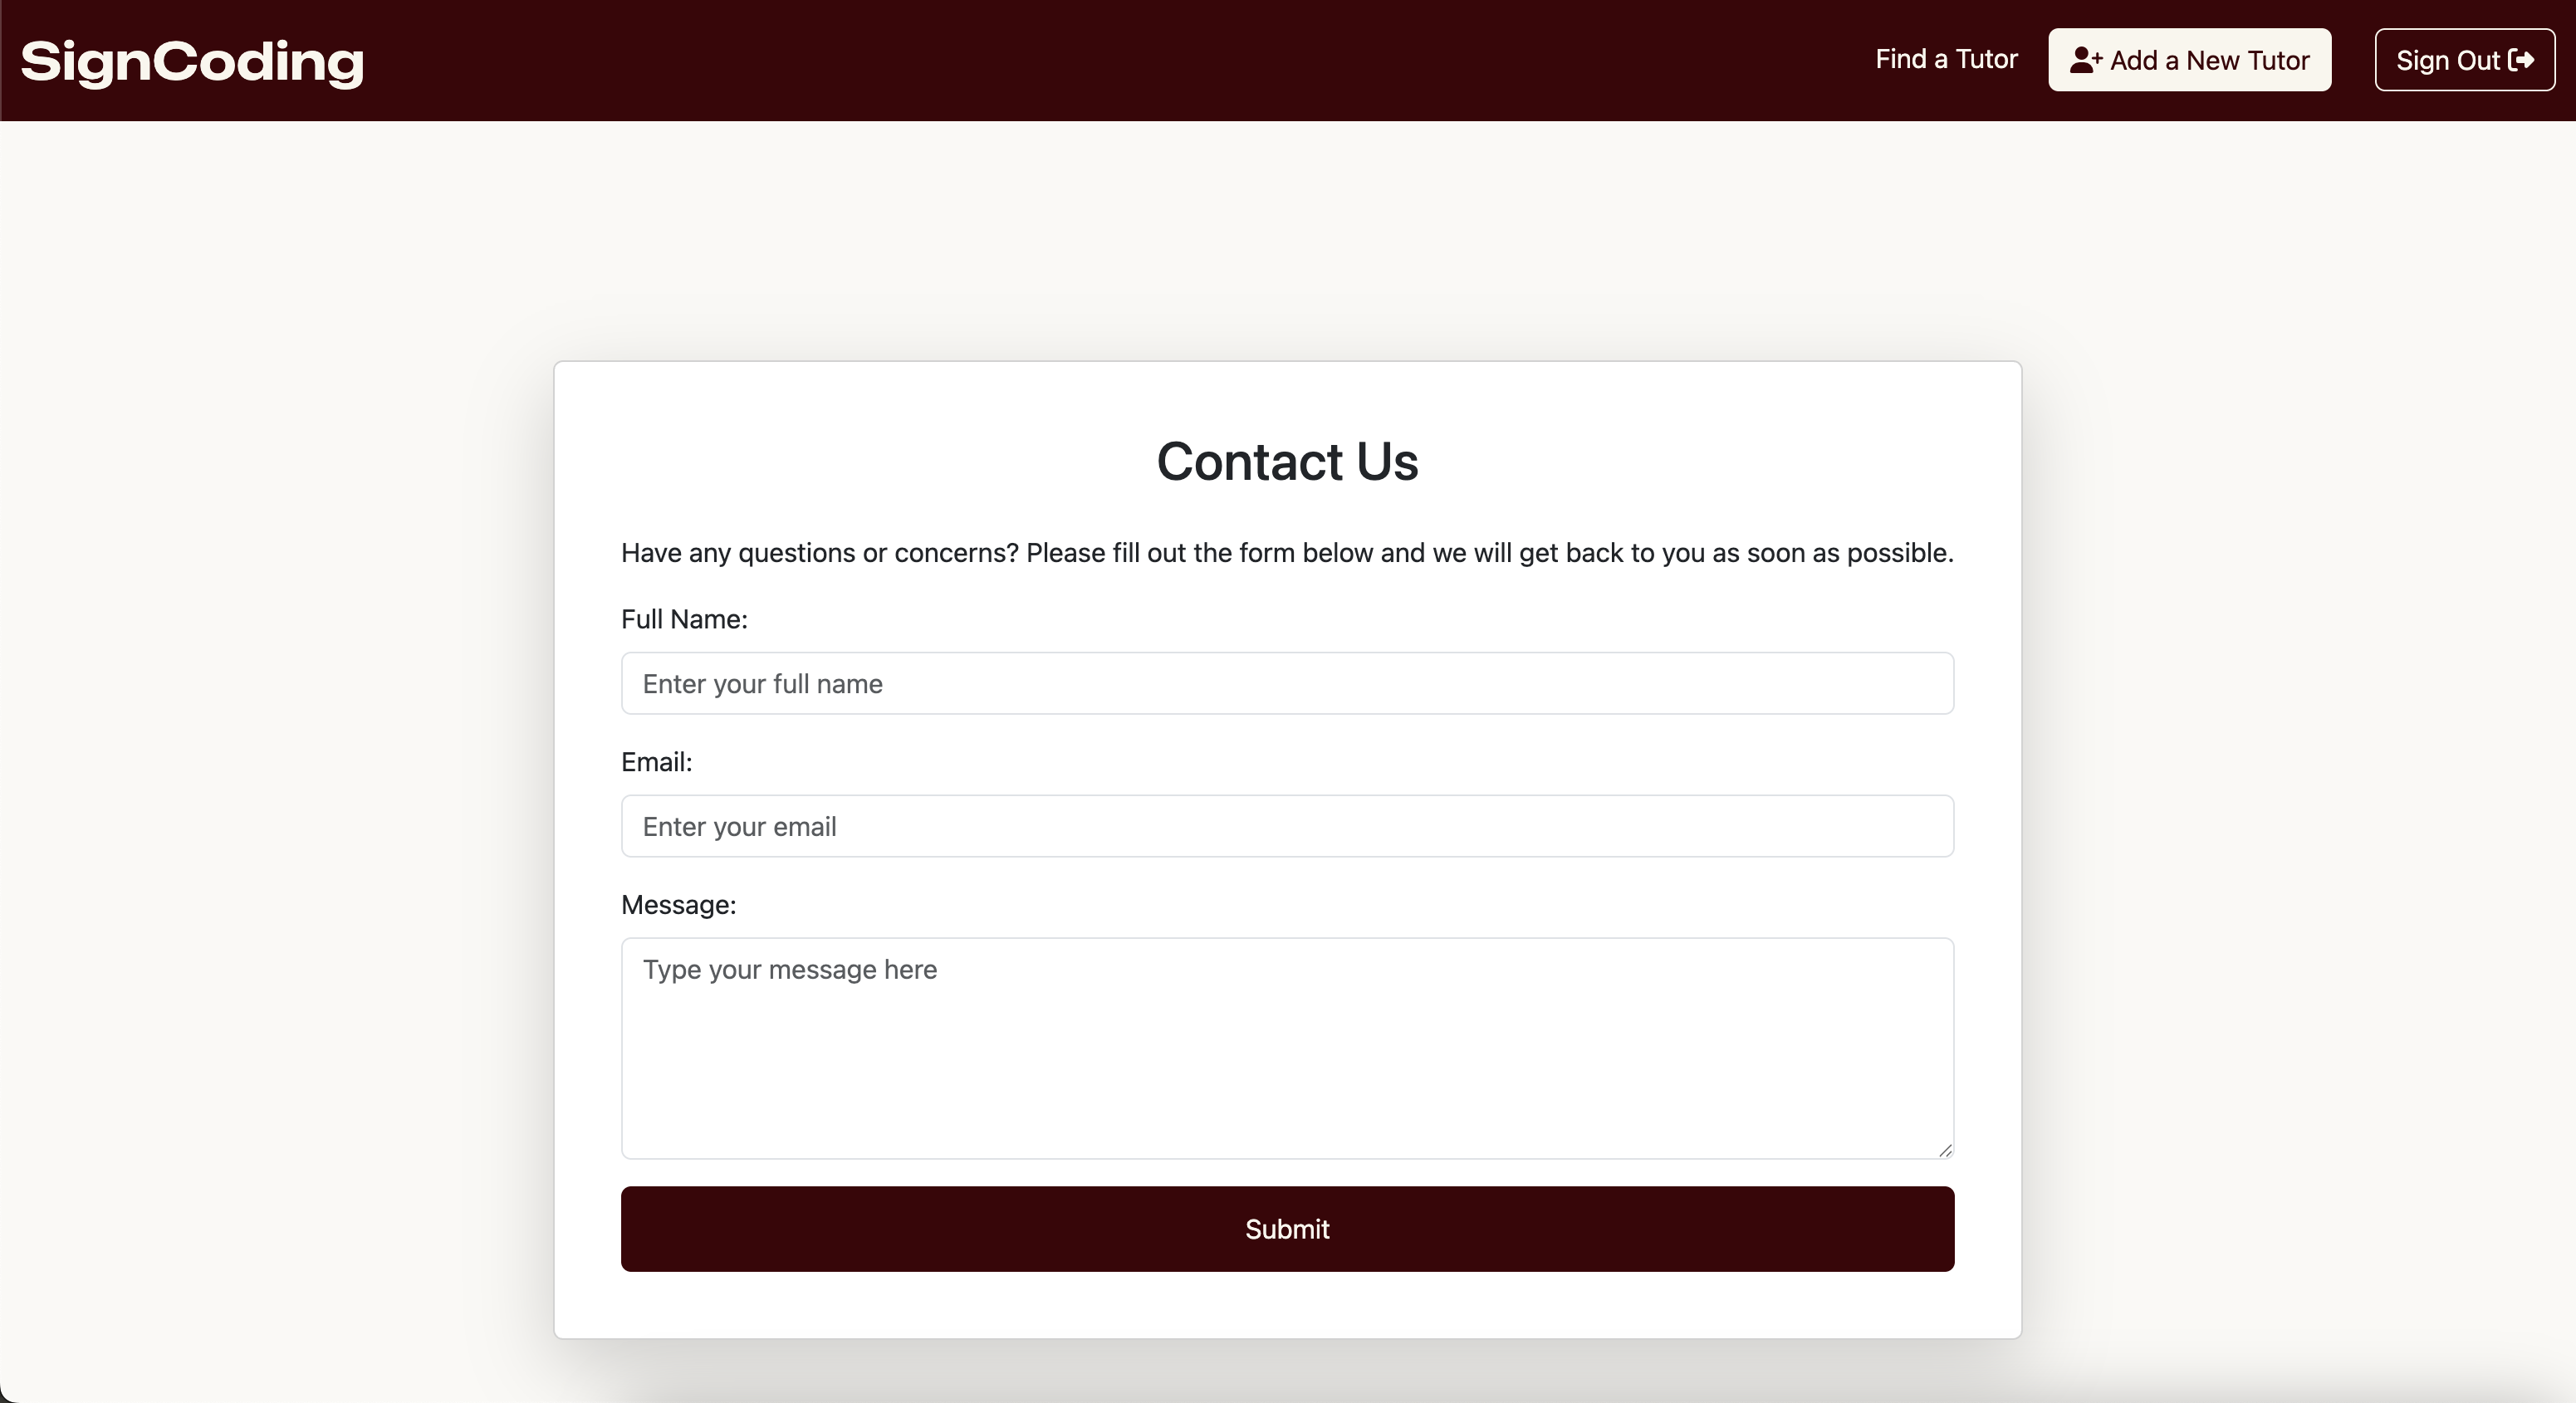 SignCoding
Find a Tutor
Add a New Tutor
Sign Out
Contact Us
Have any questions or concerns? Please fill out the form below and we will get back to you as soon as possible.
Full Name:
Enter your full name
Email:
Enter your email
Message:
Type your message here
Submit